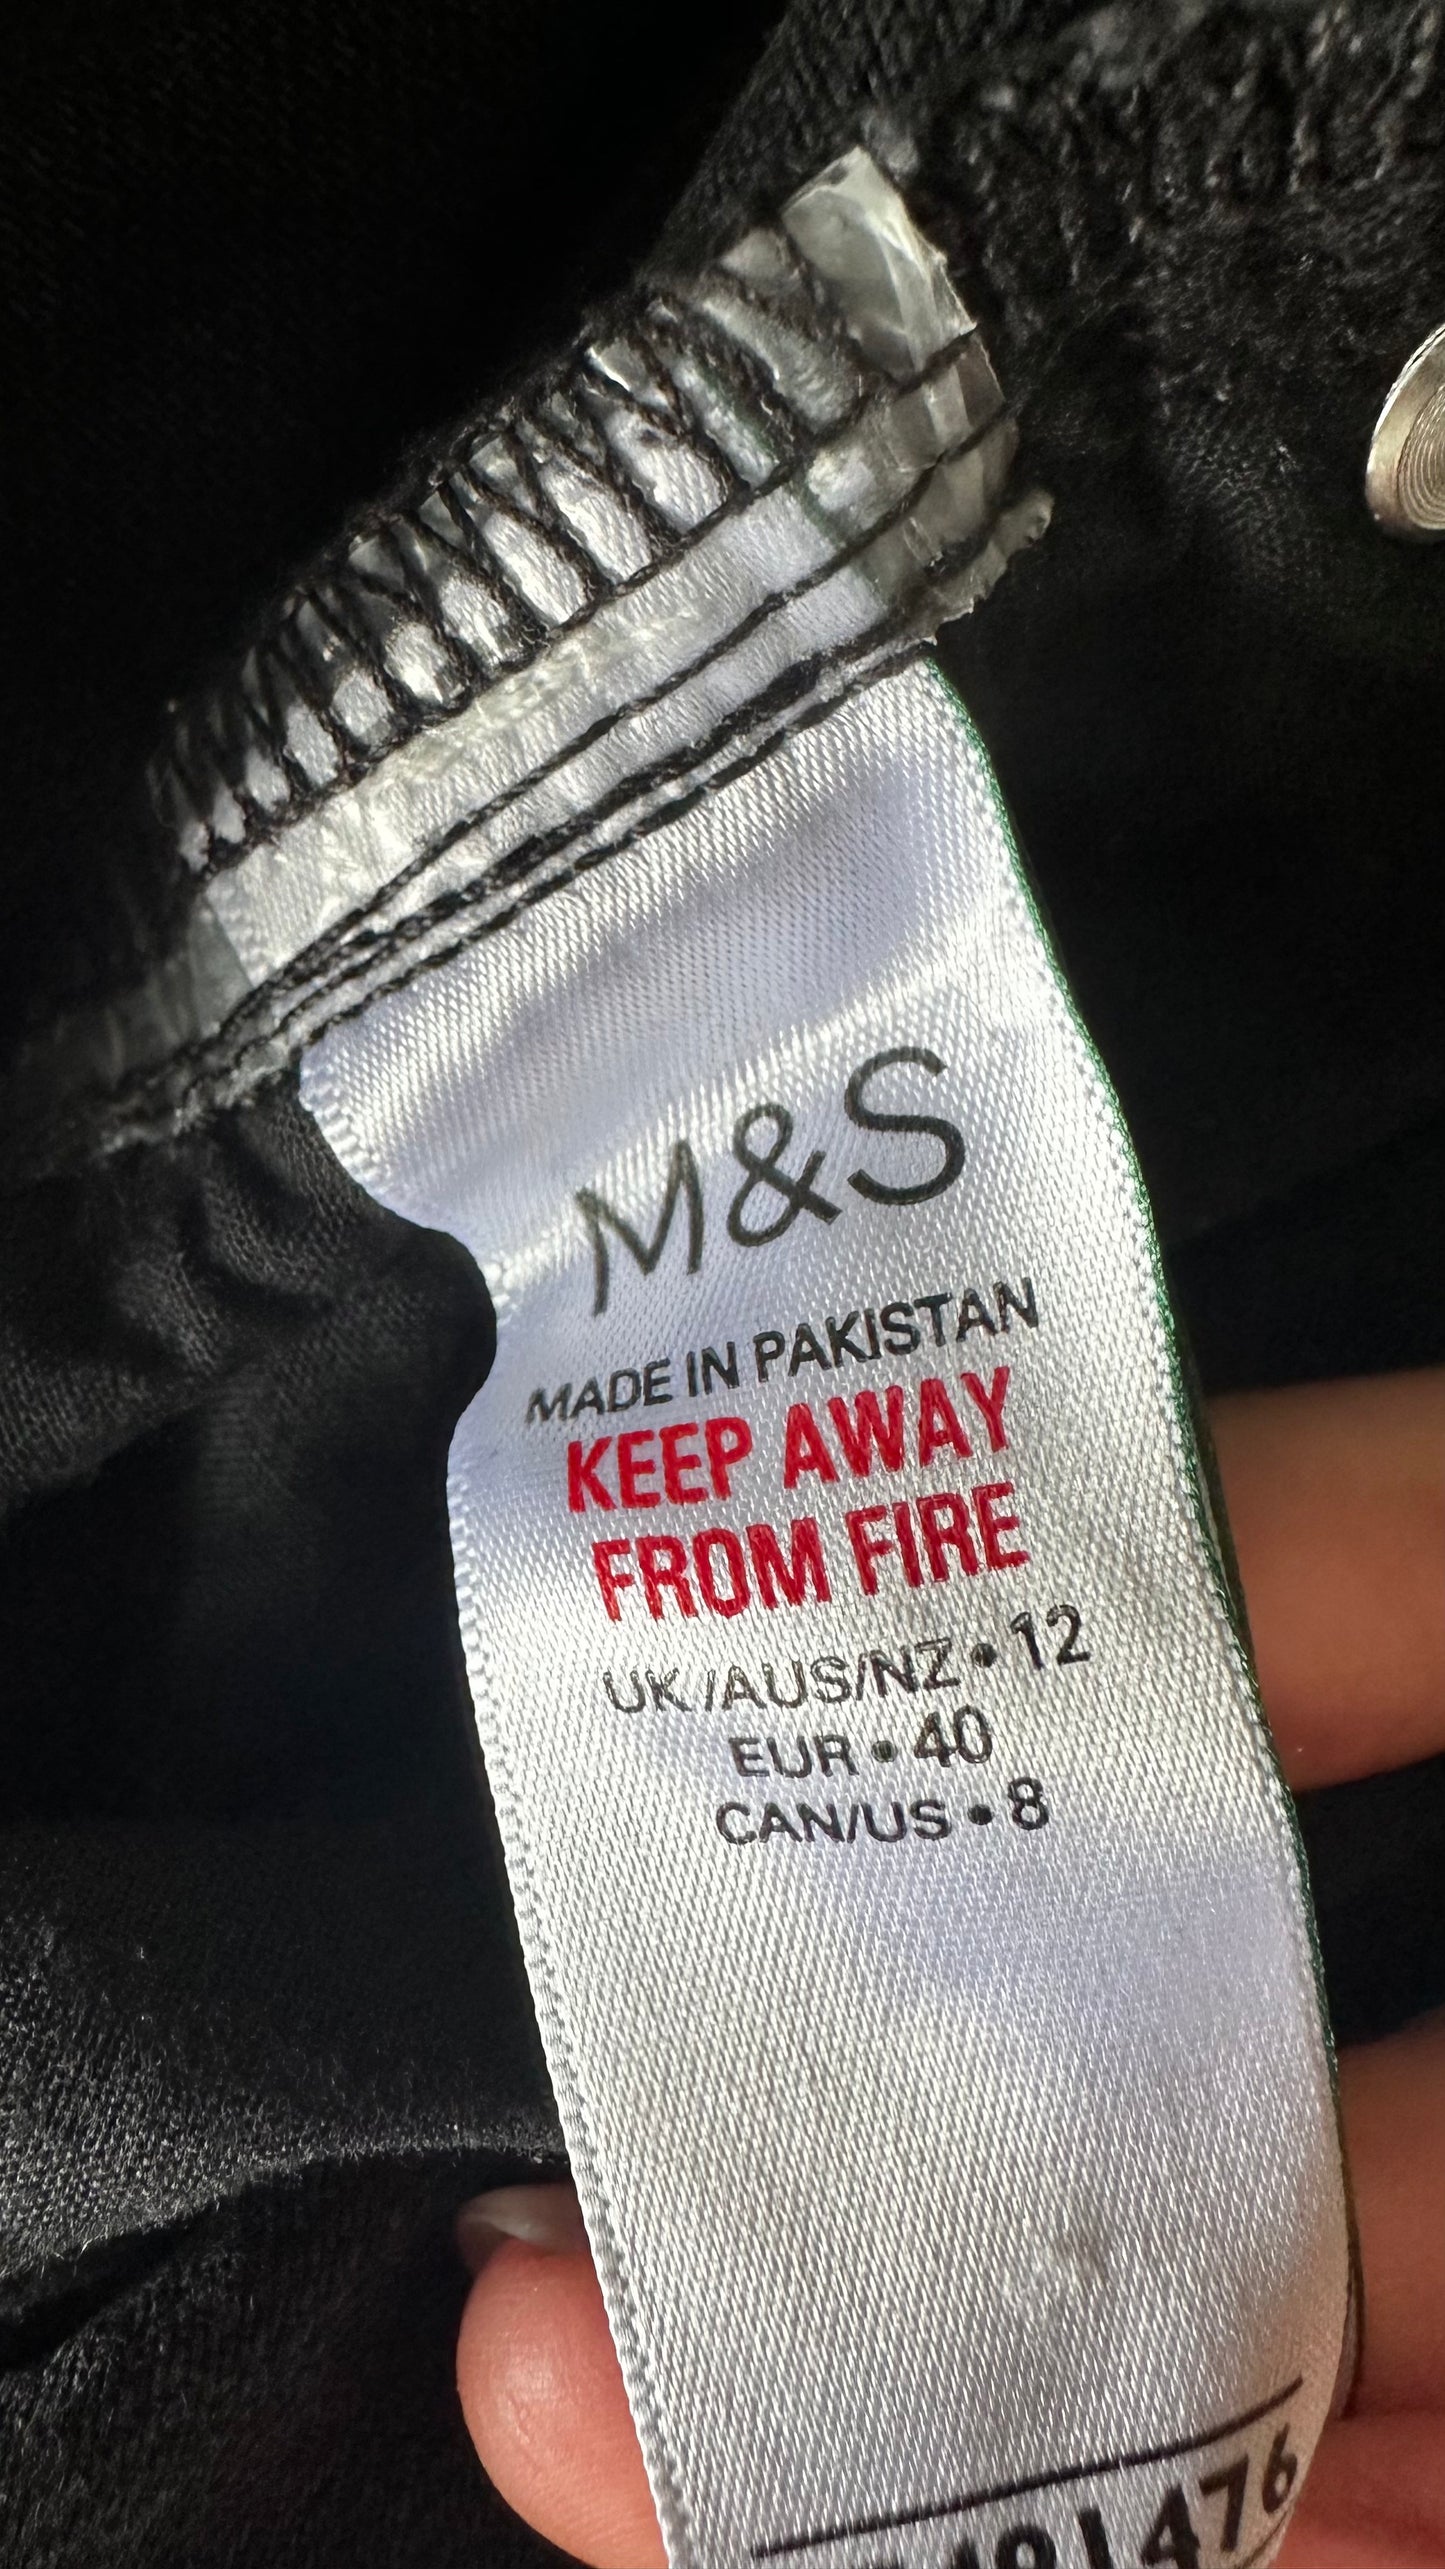 M&S
MADE IN PAKISTAN
KEEP AWAY
FROM FIRE
UK/AUS/NZ • 12
EUR • 40
CAN/US • 8